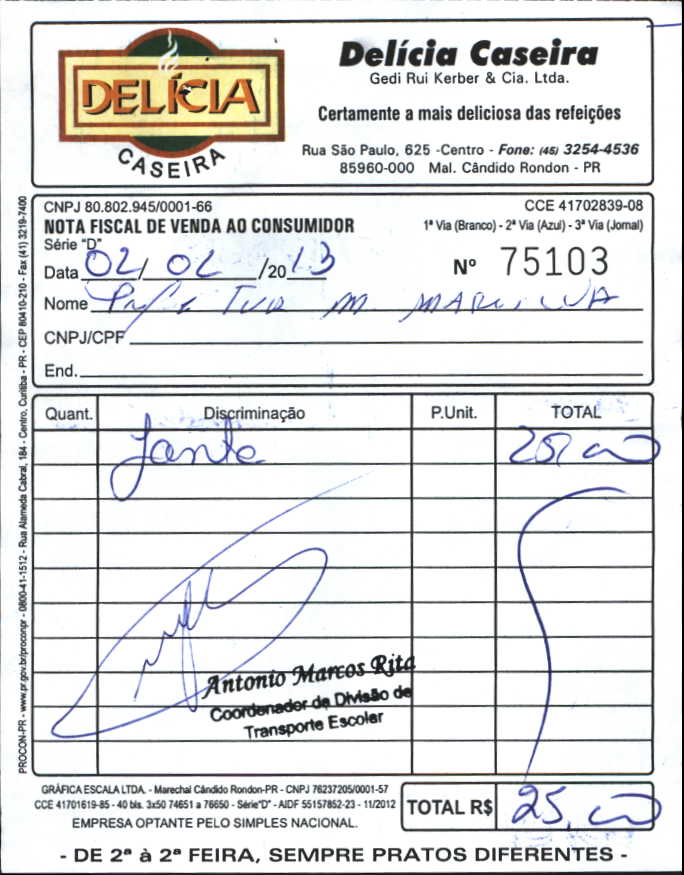 DELÍCIA
CASEIRA
Delícia Caseira
Gedi Rui Kerber & Cia. Ltda.
Certamente a mais deliciosa das refeições
Rua São Paulo, 625 -Centro - Fone: (45) 3254-4536
85960-000 Mal. Cândido Rondon - PR
CNPJ 80.802.945/0001-66 CCE 41702839-08
NOTA FISCAL DE VENDA AO CONSUMIDOR 1ª Via (Branco) - 2ª Via (Azul) - 3ª Via (Jornal)
Série "D"
Data 02/ 02 /2013 Nº 75103
Nome M.
CNPJ/CPF
End.
Quant. Discriminação P.Unit. TOTAL
Janta 25,00
Antonio Marcos Rita
Coordenador da Divisão de
Transporte Escolar
PROCON-PR - www.pr.gov.br/proconpr - 0800-41-1512 - Rua Alameda Cabral, 184 - Centro, Curitiba - PR - CEP 80410-210 - Fax (41) 3219-7400
GRÁFICA ESCALA LTDA. - Marechal Cândido Rondon-PR - CNPJ 76237205/0001-57
CCE 41701619-85 - 40 bls. 3x50 74651 a 76650 - Série"D" - AIDF 55157852-23 - 11/2012
EMPRESA OPTANTE PELO SIMPLES NACIONAL.
TOTAL R$ 25,00
- DE 2ª à 2ª FEIRA, SEMPRE PRATOS DIFERENTES -